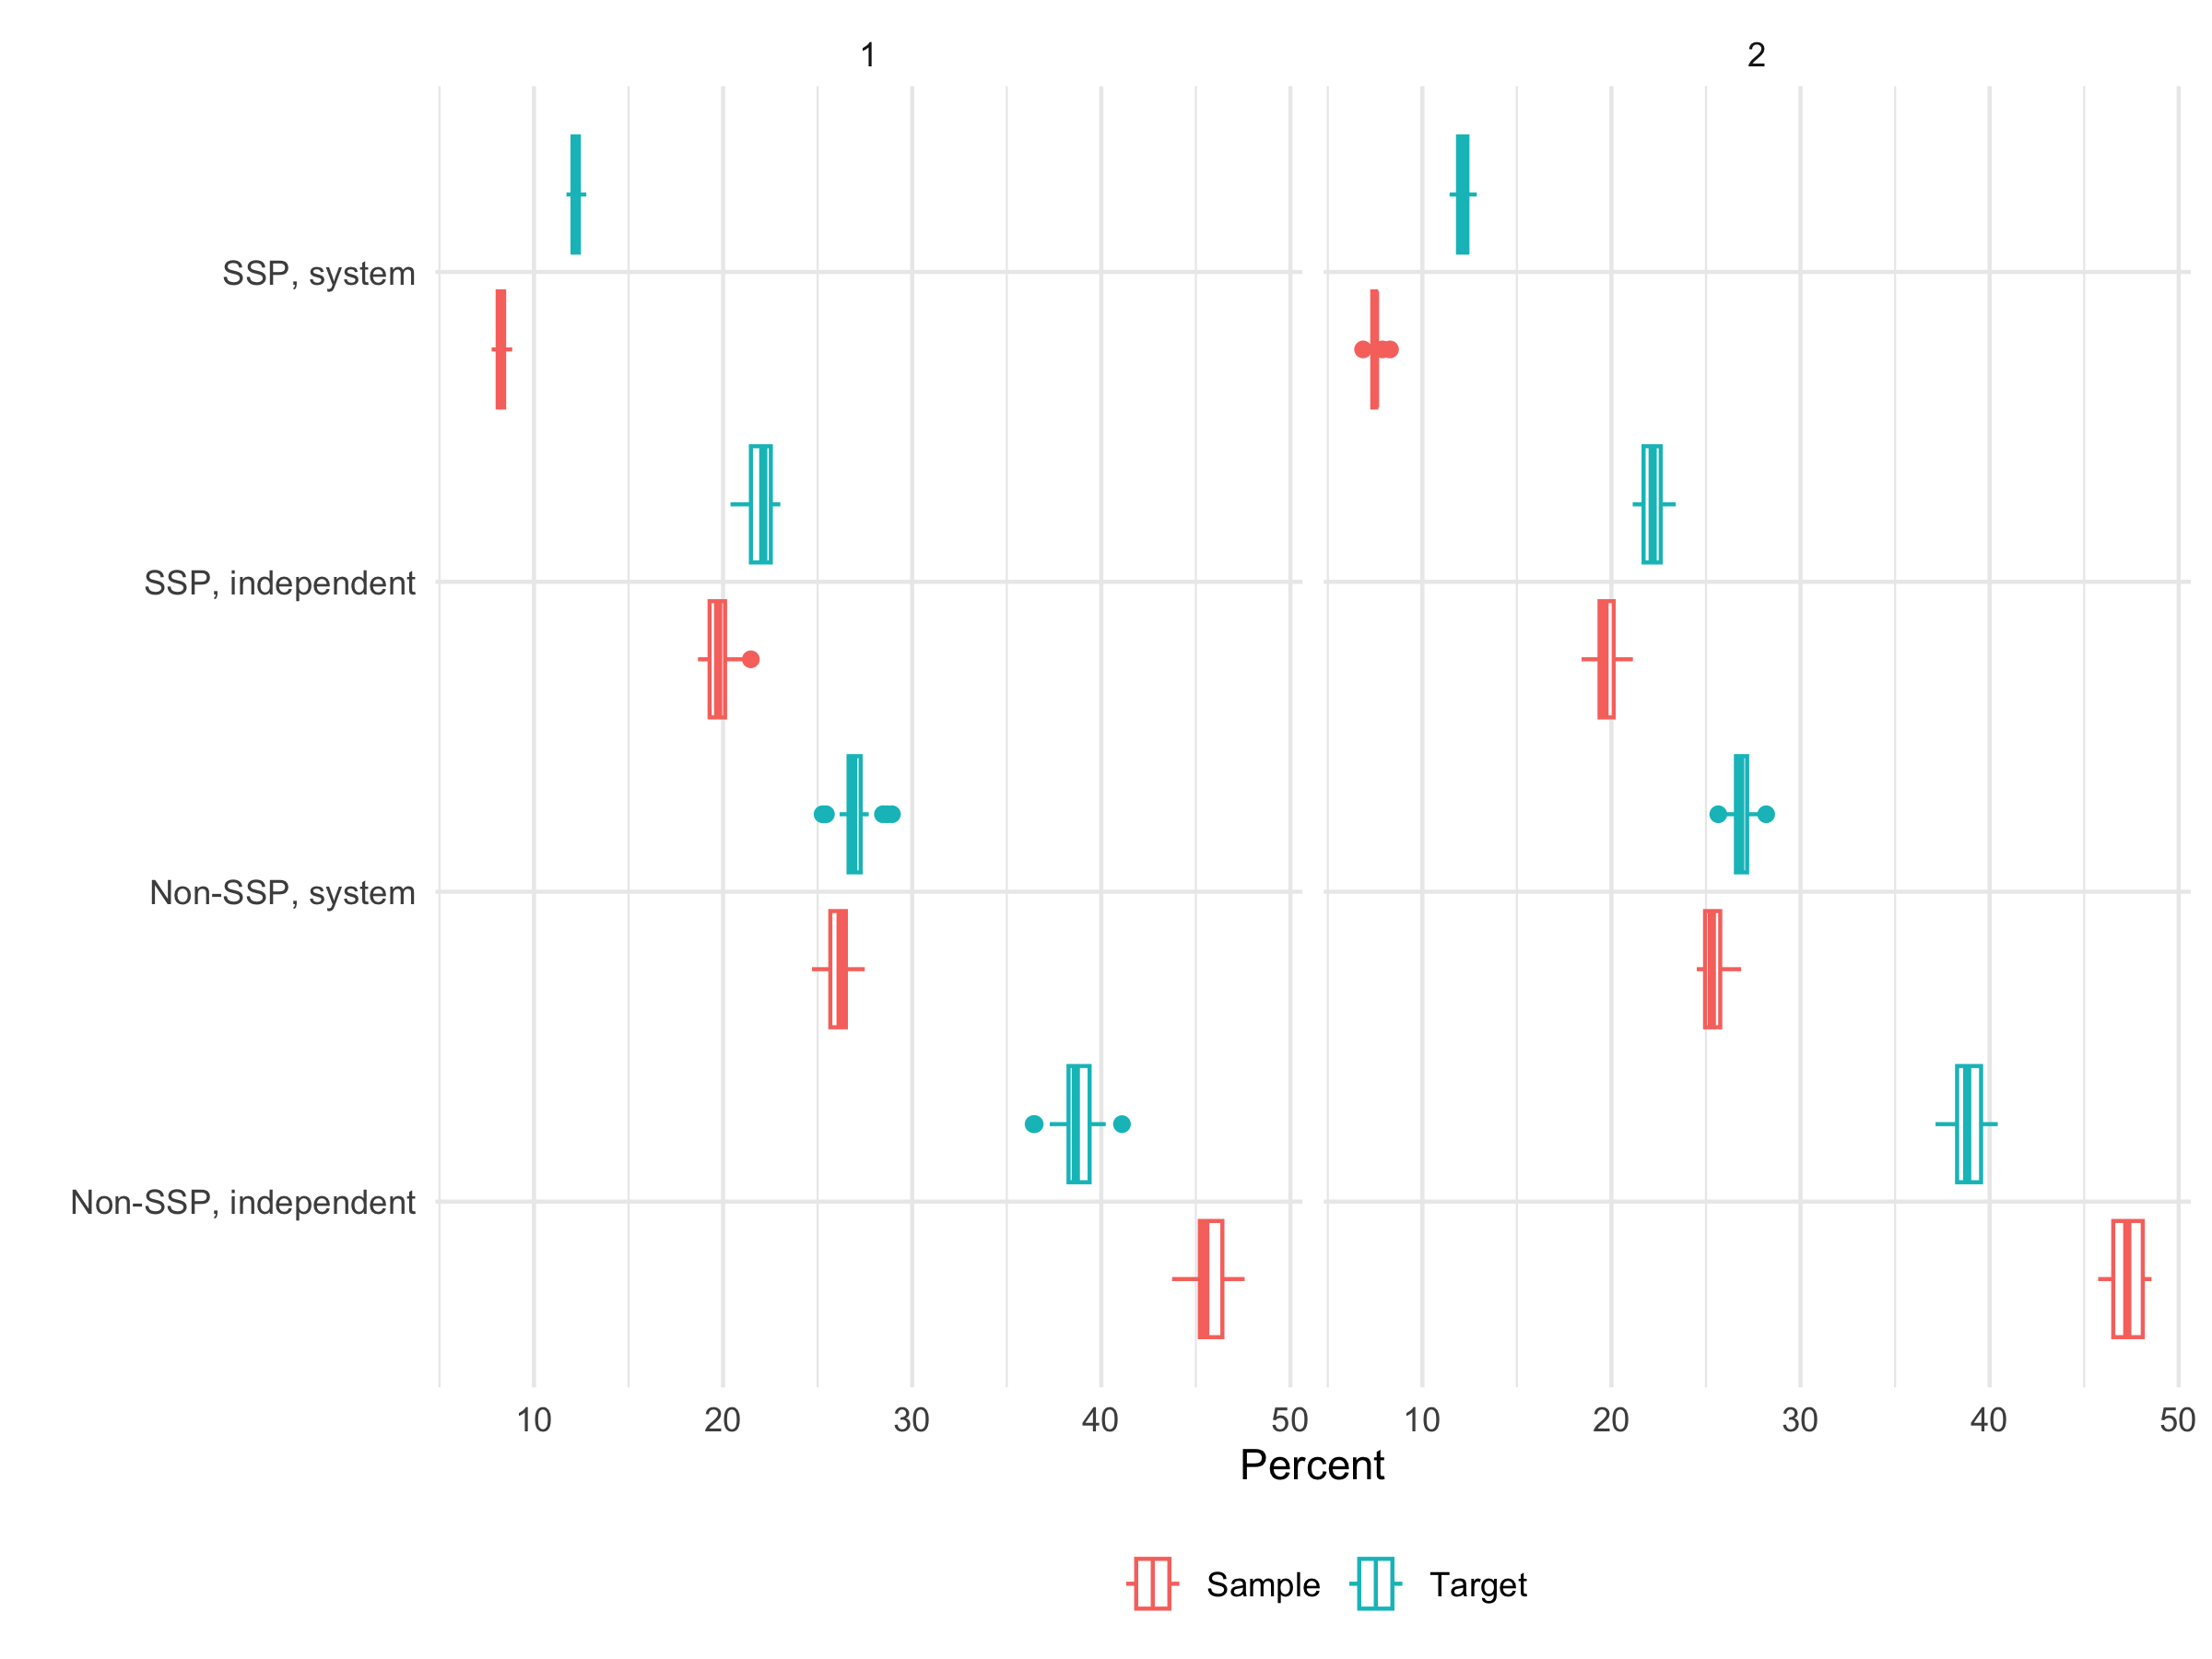 1 2
SSP, system
SSP, independent
Non-SSP, system
Non-SSP, independent
10 20 30 40 50 10 20 30 40 50
Percent
Sample Target